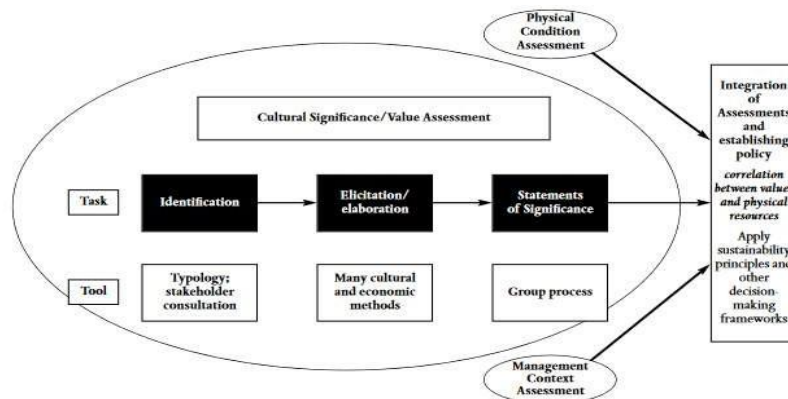 Physical
Condition
Assessment
Cultural Significance/Value Assessment
Task
Identification
Elicitation/
elaboration
Statements
of Significance
Tool
Typology;
stakeholder
consultation
Many cultural
and economic
methods
Group process
Management
Context
Assessment
Integration
of
Assessments
and
establishing
policy
correlation
between values
and physical
resources
Apply
sustainability
principles and
other
decision-
making
frameworks